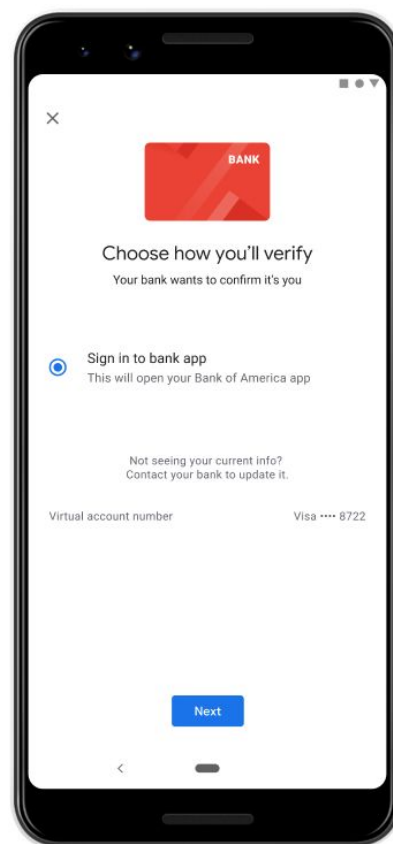 BANK
Choose how you'll verify
Your bank wants to confirm it's you
Sign in to bank app
This will open your Bank of America app
Not seeing your current info?
Contact your bank to update it.
Virtual account number Visa •••• 8722
Next